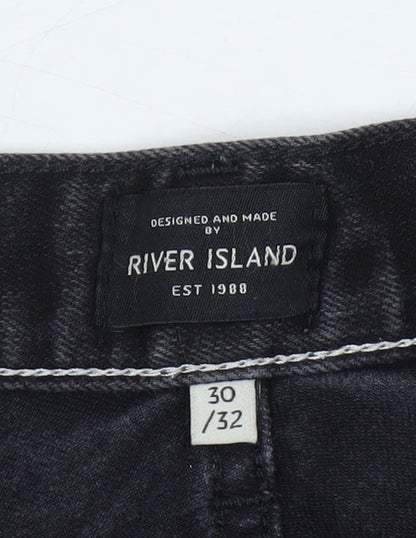 DESIGNED AND MADE
BY
RIVER ISLAND
EST 1988
30
/32